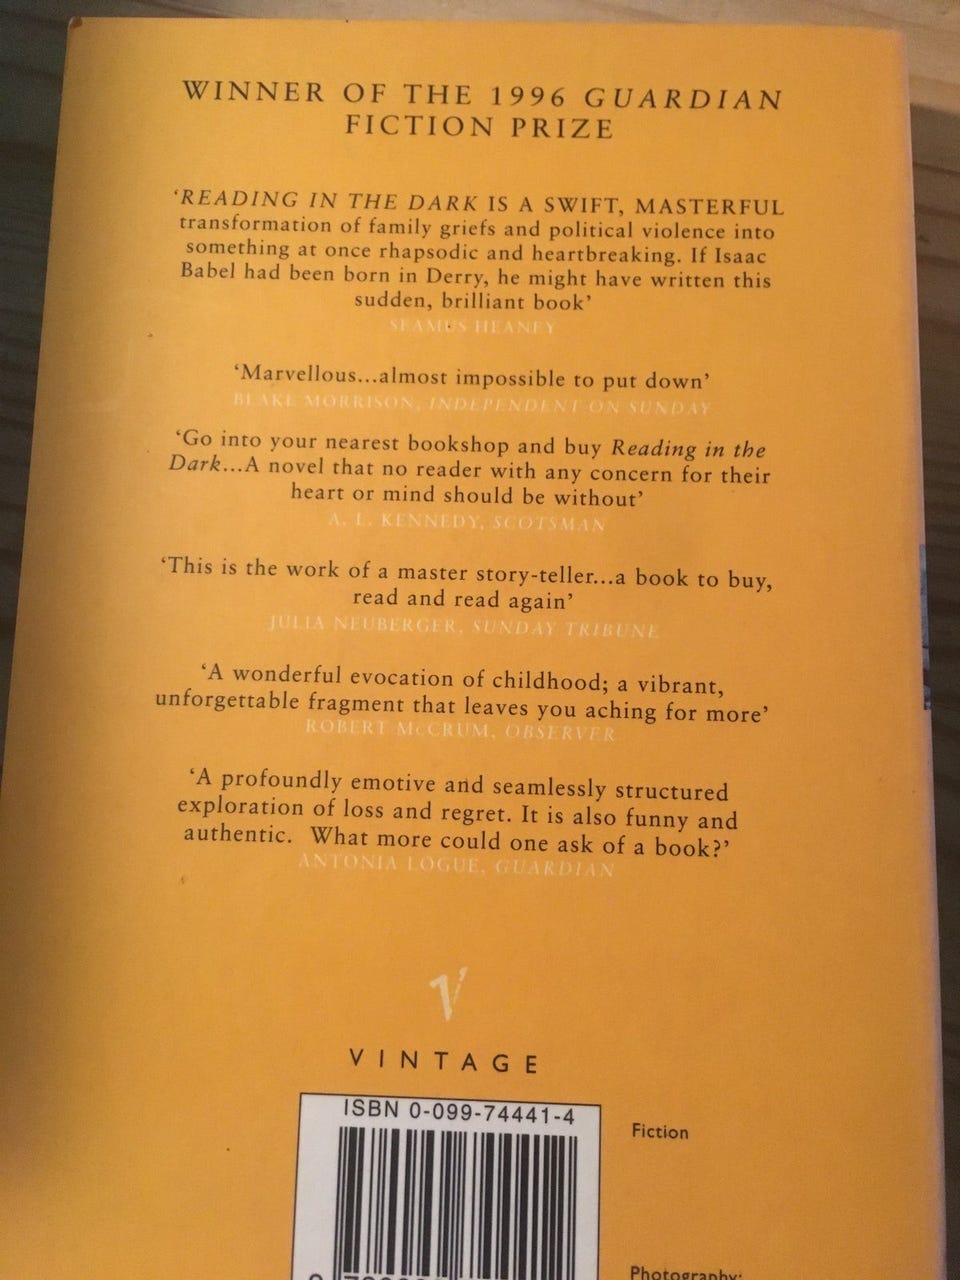 WINNER OF THE 1996 GUARDIAN
FICTION PRIZE
‘READING IN THE DARK IS A SWIFT, MASTERFUL
transformation of family griefs and political violence into
something at once rhapsodic and heartbreaking. If Isaac
Babel had been born in Derry, he might have written this
sudden, brilliant book’
SEAMUS HEANEY
‘Marvellous...almost impossible to put down’
BLAKE MORRISON, INDEPENDENT ON SUNDAY
‘Go into your nearest bookshop and buy Reading in the
Dark...A novel that no reader with any concern for their
heart or mind should be without’
A. L. KENNEDY, SCOTSMAN
‘This is the work of a master story-teller...a book to buy,
read and read again’
JULIA NEUBERGER, SUNDAY TRIBUNE
‘A wonderful evocation of childhood; a vibrant,
unforgettable fragment that leaves you aching for more’
ROBERT McCRUM, OBSERVER
‘A profoundly emotive and seamlessly structured
exploration of loss and regret. It is also funny and
authentic.  What more could one ask of a book?’
ANTONIA LOGUE, GUARDIAN
V
VINTAGE
ISBN 0-099-74441-4
Fiction
Photography: